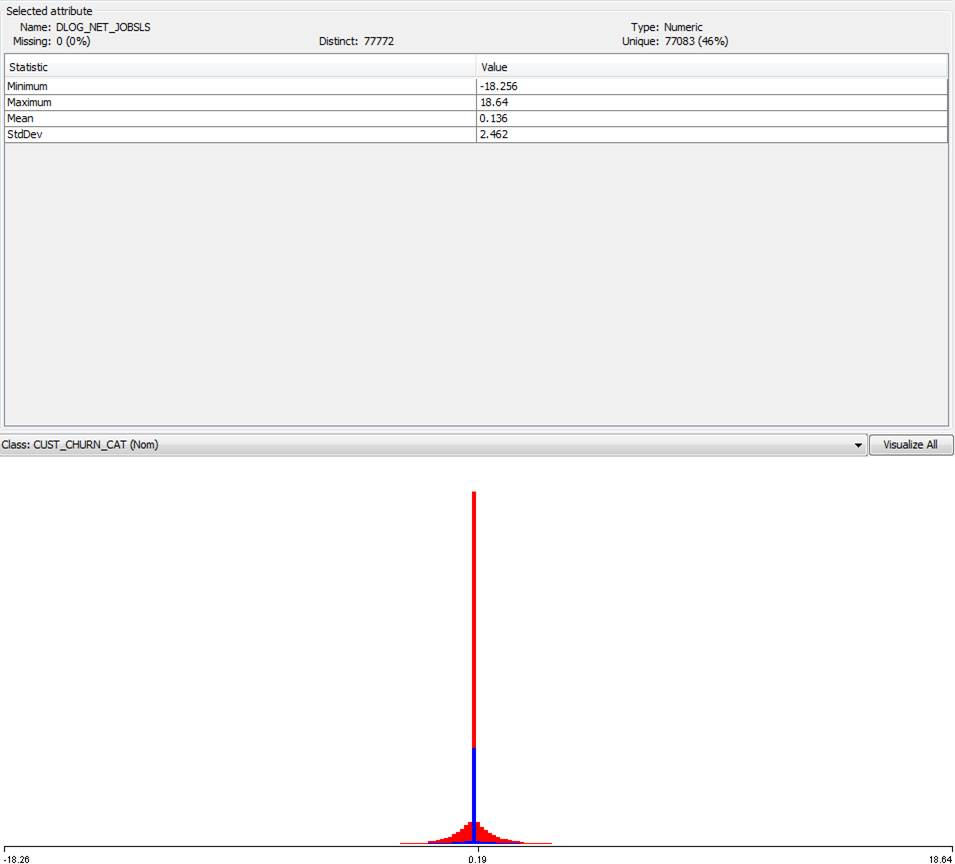 Selected attribute
Name: DLOG_NET_JOBSLS Type: Numeric
Missing: 0 (0%) Distinct: 77772 Unique: 77083 (46%)
Statistic Value
Minimum -18.256
Maximum 18.64
Mean 0.136
StdDev 2.462
Class: CUST_CHURN_CAT (Nom) Visualize All
-18.26 0.19 18.64